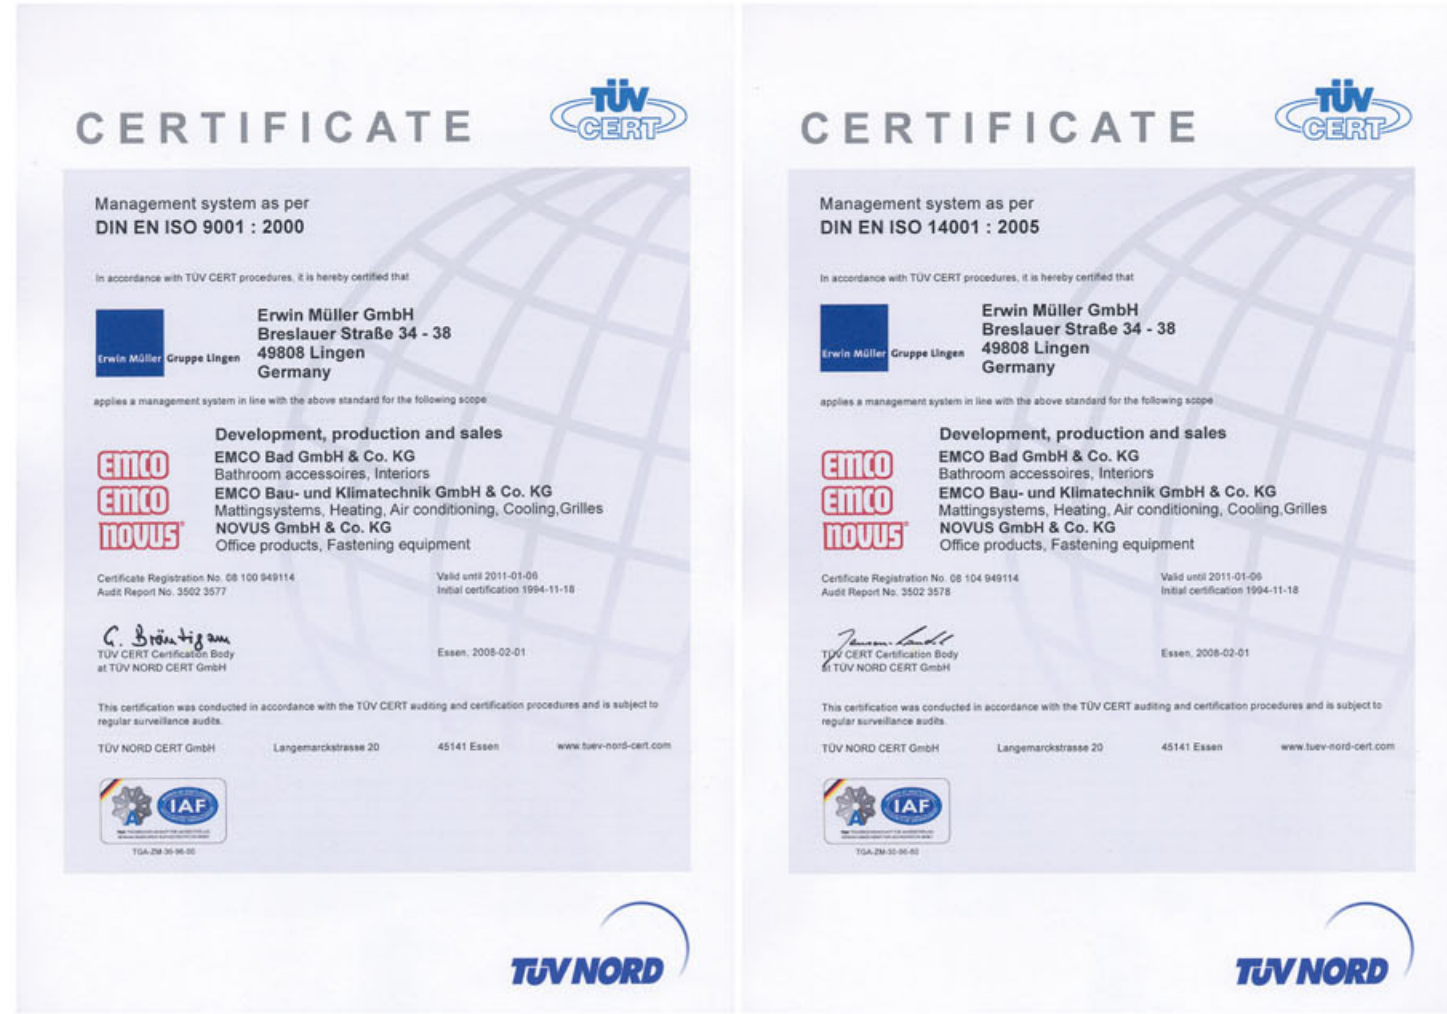 CERTIFICATE
TÜV
CERT
Management system as per
DIN EN ISO 9001 : 2000
In accordance with TÜV CERT procedures, it is hereby certified that
Erwin Müller Gruppe Lingen
Erwin Müller GmbH
Breslauer Straße 34 - 38
49808 Lingen
Germany
applies a management system in line with the above standard for the following scope
Development, production and sales
EMCO
EMCO Bad GmbH & Co. KG
Bathroom accessoires, Interiors
EMCO
EMCO Bau- und Klimatechnik GmbH & Co. KG
Mattingsystems, Heating, Air conditioning, Cooling,Grilles
NOVUS®
NOVUS GmbH & Co. KG
Office products, Fastening equipment
Certificate Registration No. 08 100 949114
Audit Report No. 3502 3577
Valid until 2011-01-06
Initial certification 1994-11-18
G. Bräutigam
TÜV CERT Certification Body
at TÜV NORD CERT GmbH
Essen, 2008-02-01
This certification was conducted in accordance with the TÜV CERT auditing and certification procedures and is subject to
regular surveillance audits.
TÜV NORD CERT GmbH Langemarckstrasse 20 45141 Essen www.tuev-nord-cert.com
A IAF
TÜV NORD
CERTIFICATE
TÜV
CERT
Management system as per
DIN EN ISO 14001 : 2005
In accordance with TÜV CERT procedures, it is hereby certified that
Erwin Müller Gruppe Lingen
Erwin Müller GmbH
Breslauer Straße 34 - 38
49808 Lingen
Germany
applies a management system in line with the above standard for the following scope
Development, production and sales
EMCO
EMCO Bad GmbH & Co. KG
Bathroom accessoires, Interiors
EMCO
EMCO Bau- und Klimatechnik GmbH & Co. KG
Mattingsystems, Heating, Air conditioning, Cooling,Grilles
NOVUS®
NOVUS GmbH & Co. KG
Office products, Fastening equipment
Certificate Registration No. 08 104 949114
Audit Report No. 3502 3578
Valid until 2011-01-06
Initial certification 1994-11-18
TÜV CERT Certification Body
at TÜV NORD CERT GmbH
Essen, 2008-02-01
This certification was conducted in accordance with the TÜV CERT auditing and certification procedures and is subject to
regular surveillance audits.
TÜV NORD CERT GmbH Langemarckstrasse 20 45141 Essen www.tuev-nord-cert.com
A IAF
TÜV NORD